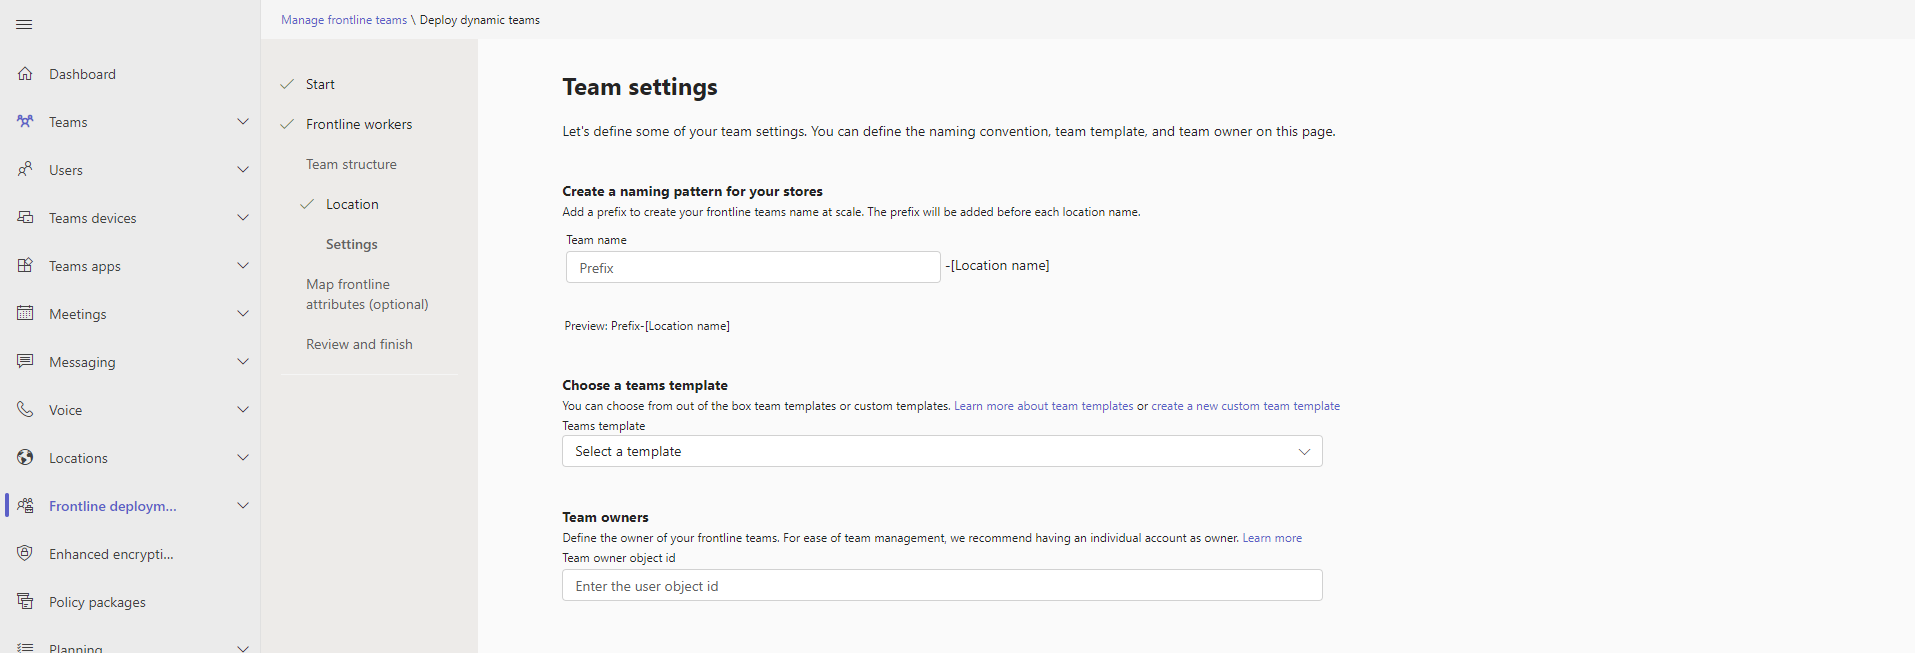 Manage frontline teams \ Deploy dynamic teams
Dashboard
Teams
Users
Teams devices
Teams apps
Meetings
Messaging
Voice
Locations
Frontline deploym...
Enhanced encrypti...
Policy packages
Planning
Start
Frontline workers
Team structure
Location
Settings
Map frontline
attributes (optional)
Review and finish
Team settings
Let's define some of your team settings. You can define the naming convention, team template, and team owner on this page.
Create a naming pattern for your stores
Add a prefix to create your frontline teams name at scale. The prefix will be added before each location name.
Team name
Prefix -[Location name]
Preview: Prefix-[Location name]
Choose a teams template
You can choose from out of the box team templates or custom templates. Learn more about team templates or create a new custom team template
Teams template
Select a template
Team owners
Define the owner of your frontline teams. For ease of team management, we recommend having an individual account as owner. Learn more
Team owner object id
Enter the user object id